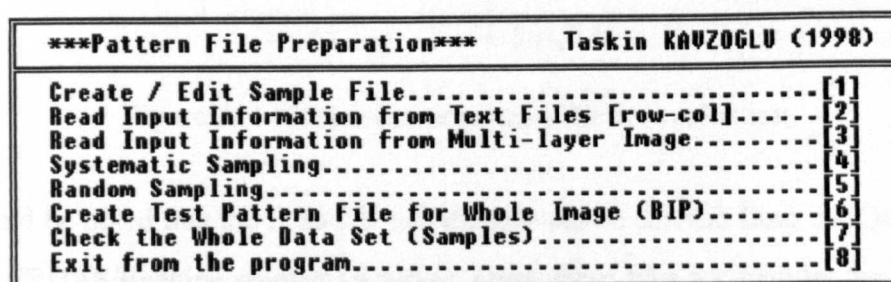 ***Pattern File Preparation*** Taskin KAVZOGLU (1998)
Create / Edit Sample File.............................[1]
Read Input Information from Text Files [row-col]......[2]
Read Input Information from Multi-layer Image.........[3]
Systematic Sampling...................................[4]
Random Sampling.......................................[5]
Create Test Pattern File for Whole Image (BIP)........[6]
Check the Whole Data Set (Samples)....................[7]
Exit from the program.................................[8]